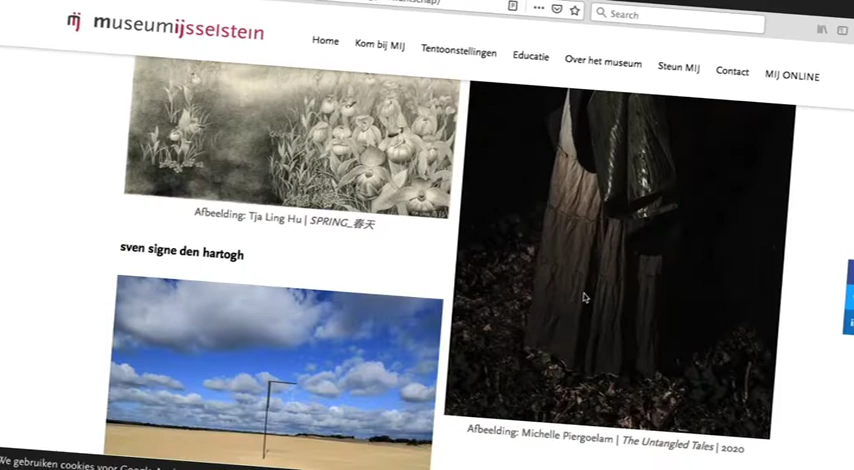 museumijsselstein
Search
Home Kom bij MIJ Tentoonstellingen Educatie Over het museum Steun MIJ Contact MIJ ONLINE
Afbeelding: Tja Ling Hu | SPRING_春天
sven signe den hartogh
Afbeelding: Michelle Piergoelam | The Untangled Tales | 2020
We gebruiken cookies voor